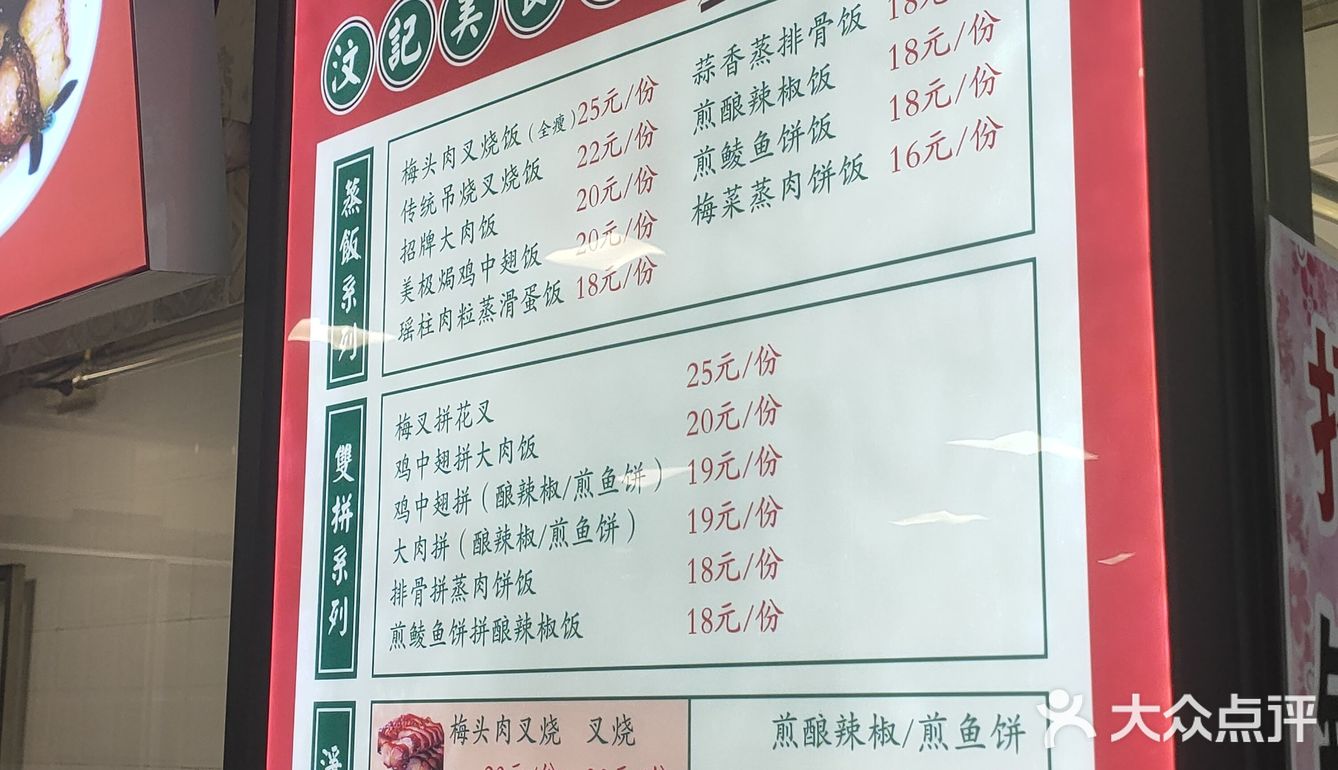 汶記美食
蒸飯系列
梅头肉叉烧饭（全瘦）25元/份
传统吊烧叉烧饭 22元/份
招牌大肉饭 20元/份
美极焗鸡中翅饭 20元/份
瑶柱肉粒蒸滑蛋饭 18元/份
蒜香蒸排骨饭 18元/份
煎酿辣椒饭 18元/份
煎鲮鱼饼饭 18元/份
梅菜蒸肉饼饭 16元/份
雙拼系列
梅叉拼花叉 25元/份
鸡中翅拼大肉饭 20元/份
鸡中翅拼（酿辣椒/煎鱼饼） 19元/份
大肉拼（酿辣椒/煎鱼饼） 19元/份
排骨拼蒸肉饼饭 18元/份
煎鲮鱼饼拼酿辣椒饭 18元/份
梅头肉叉烧 叉烧
煎酿辣椒/煎鱼饼
大众点评